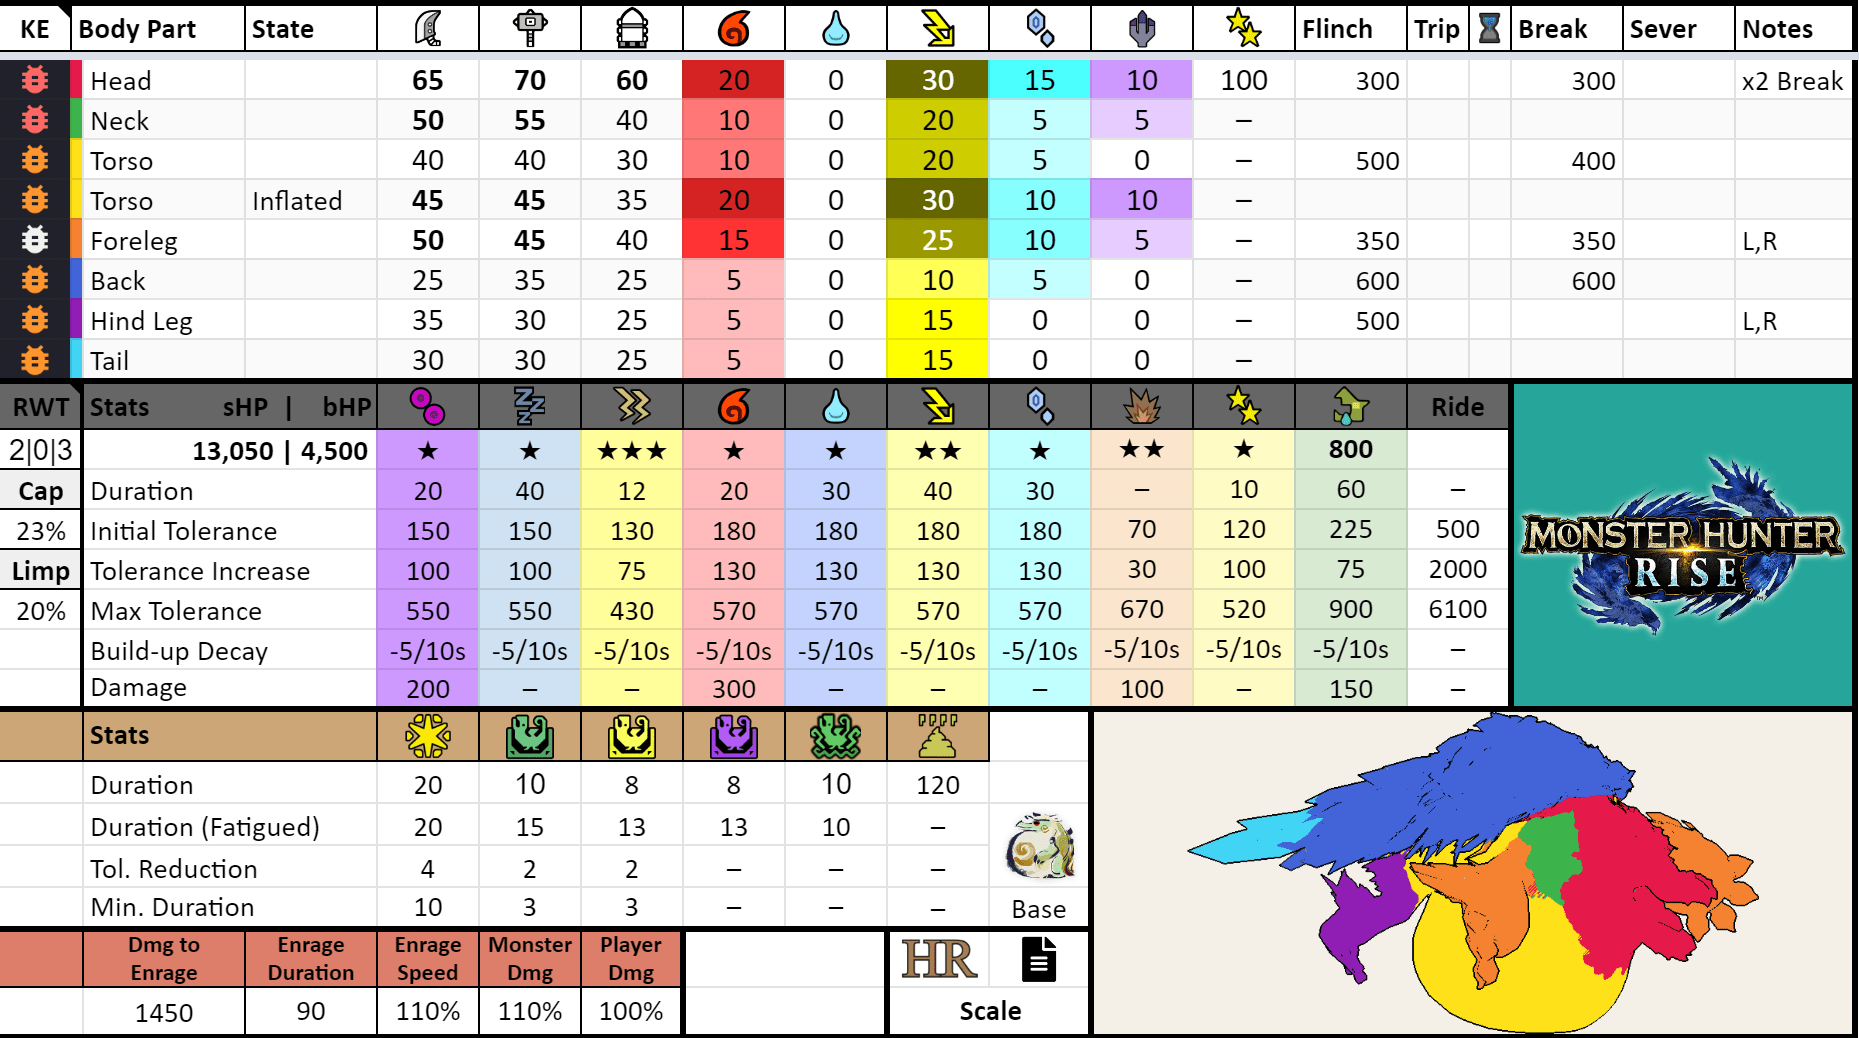 KE Body Part State Flinch Trip Break Sever Notes
Head 65 70 60 20 0 30 15 10 100 300 300 x2 Break
Neck 50 55 40 10 0 20 5 5 –
Torso 40 40 30 10 0 20 5 0 – 500 400
Torso Inflated 45 45 35 20 0 30 10 10 –
Foreleg 50 45 40 15 0 25 10 5 – 350 350 L,R
Back 25 35 25 5 0 10 5 0 – 600 600
Hind Leg 35 30 25 5 0 15 0 0 – 500 L,R
Tail 30 30 25 5 0 15 0 0 –
RWT Stats sHP | bHP Ride
2|0|3 13,050 | 4,500 ★ ★ ★★★ ★ ★ ★★ ★ ★★ ★ 800
Cap Duration 20 40 12 20 30 40 30 – 10 60 –
23% Initial Tolerance 150 150 130 180 180 180 180 70 120 225 500
Limp Tolerance Increase 100 100 75 130 130 130 130 30 100 75 2000
20% Max Tolerance 550 550 430 570 570 570 570 670 520 900 6100
Build-up Decay -5/10s -5/10s -5/10s -5/10s -5/10s -5/10s -5/10s -5/10s -5/10s -5/10s –
Damage 200 – – 300 – – – 100 – 150 –
MONSTER HUNTER
RISE
Stats
Duration 20 10 8 8 10 120
Duration (Fatigued) 20 15 13 13 10 –
Tol. Reduction 4 2 2 – – –
Min. Duration 10 3 3 – – – Base
Dmg to Enrage Enrage Monster Player
Enrage Duration Speed Dmg Dmg
HR
1450 90 110% 110% 100% Scale